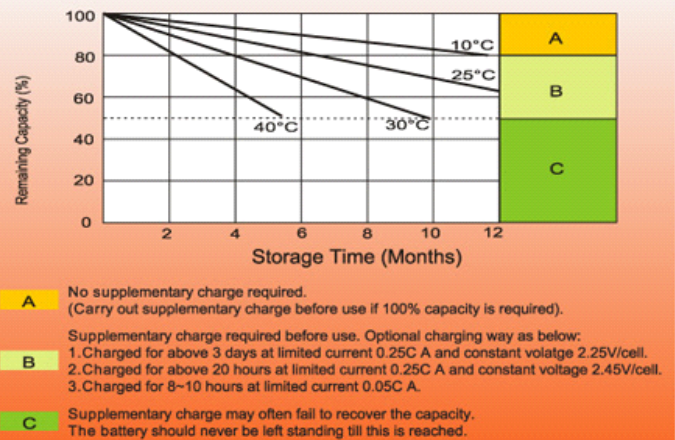 100
80
60
40
20
0
Remaining Capacity (%)
10°C
25°C
40°C
30°C
A
B
C
2 4 6 8 10 12
Storage Time (Months)
A
No supplementary charge required.
(Carry out supplementary charge before use if 100% capacity is required).
B
Supplementary charge required before use. Optional charging way as below:
1.Charged for above 3 days at limited current 0.25C A and constant volatge 2.25V/cell.
2.Charged for above 20 hours at limited current 0.25C A and constant voltage 2.45V/cell.
3.Charged for 8~10 hours at limited current 0.05C A.
C
Supplementary charge may often fail to recover the capacity.
The battery should never be left standing till this is reached.